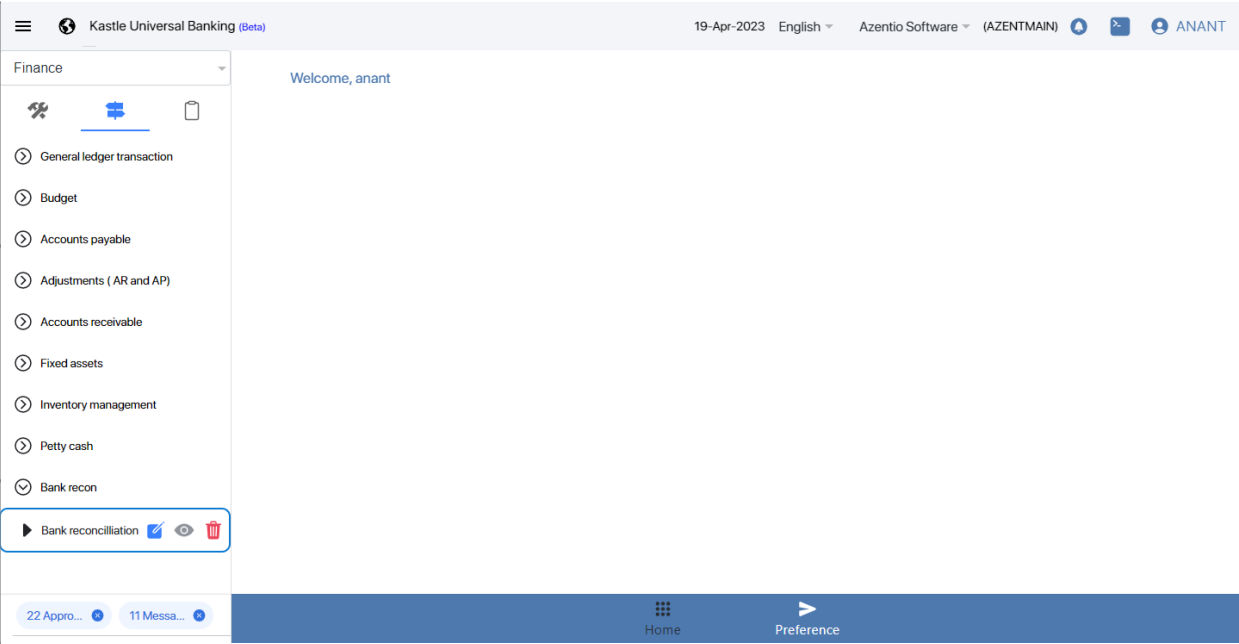 Kastle Universal Banking (Beta)
19-Apr-2023 English Azentio Software (AZENTMAIN) ANANT
Finance
Welcome, anant
General ledger transaction
Budget
Accounts payable
Adjustments ( AR and AP)
Accounts receivable
Fixed assets
Inventory management
Petty cash
Bank recon
Bank reconcilliation
22 Appro... 11 Messa...
Home Preference